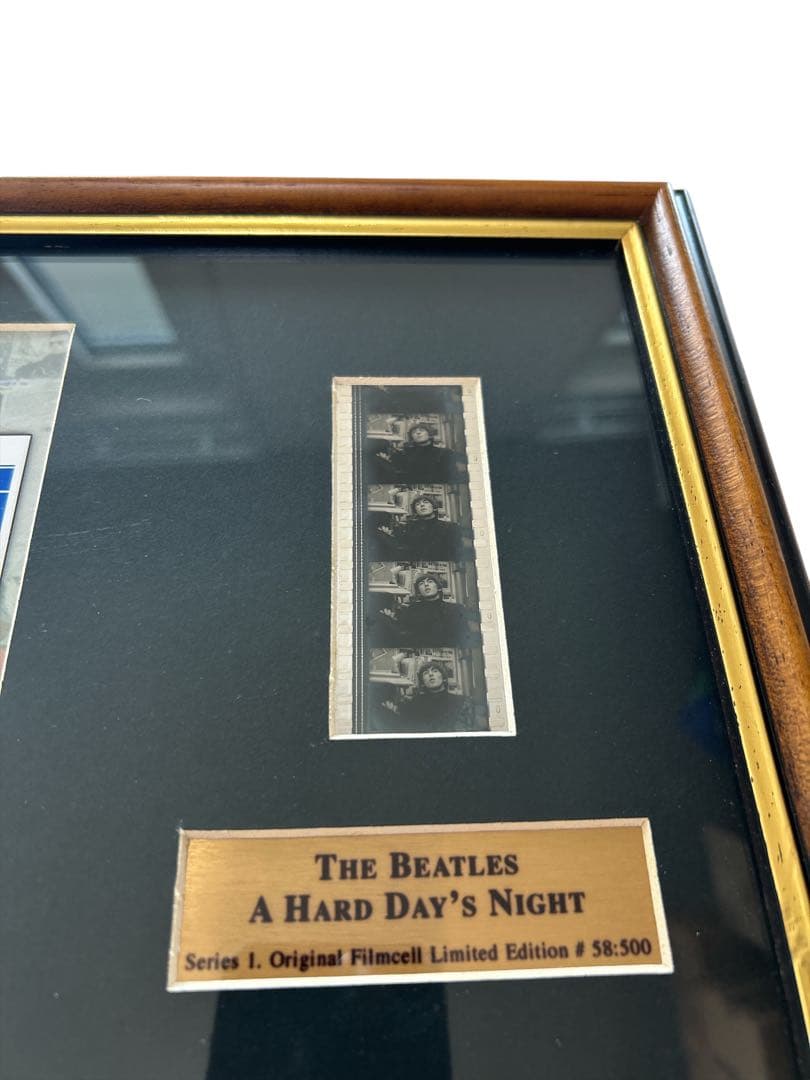 THE BEATLES
A HARD DAY'S NIGHT
Series 1. Original Filmcell Limited Edition # 58:500